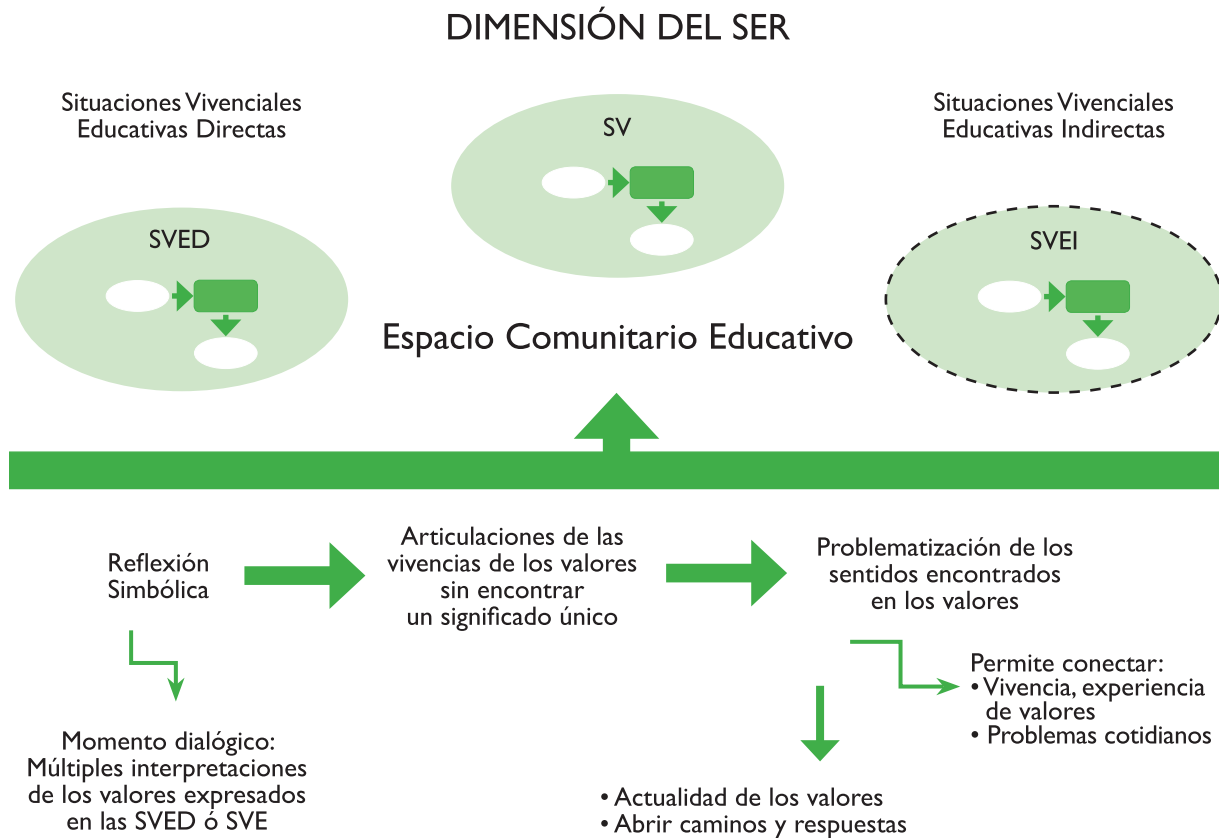 DIMENSIÓN DEL SER
Situaciones Vivenciales
Educativas Directas
SV
Situaciones Vivenciales
Educativas Indirectas
SVED
SVEI
Espacio Comunitario Educativo
Reflexión
Simbólica
Articulaciones de las
vivencias de los valores
sin encontrar
un significado único
Problematización de los
sentidos encontrados
en los valores
Momento dialógico:
Múltiples interpretaciones
de los valores expresados
en las SVED ó SVE
Permite conectar:
• Vivencia, experiencia
de valores
• Problemas cotidianos
• Actualidad de los valores
• Abrir caminos y respuestas